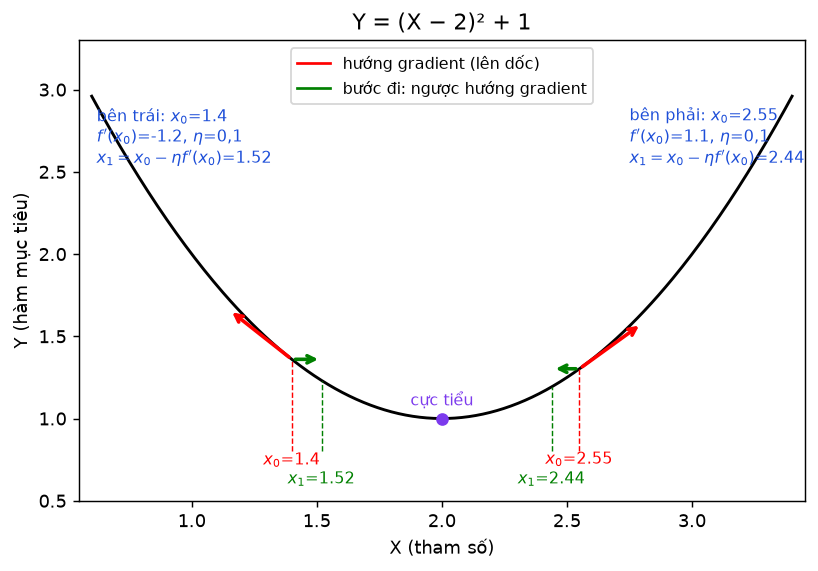 Y = (X − 2)² + 1
hướng gradient (lên dốc)
bước đi: ngược hướng gradient
bên trái: x₀=1.4
f′(x₀)=-1.2, η=0,1
x₁ = x₀ − ηf′(x₀)=1.52
bên phải: x₀=2.55
f′(x₀)=1.1, η=0,1
x₁ = x₀ − ηf′(x₀)=2.44
Y (hàm mục tiêu)
3.0
2.5
2.0
1.5
1.0
0.5
cực tiểu
x₀=1.4
x₁=1.52
x₀=2.55
x₁=2.44
1.0
1.5
2.0
2.5
3.0
X (tham số)